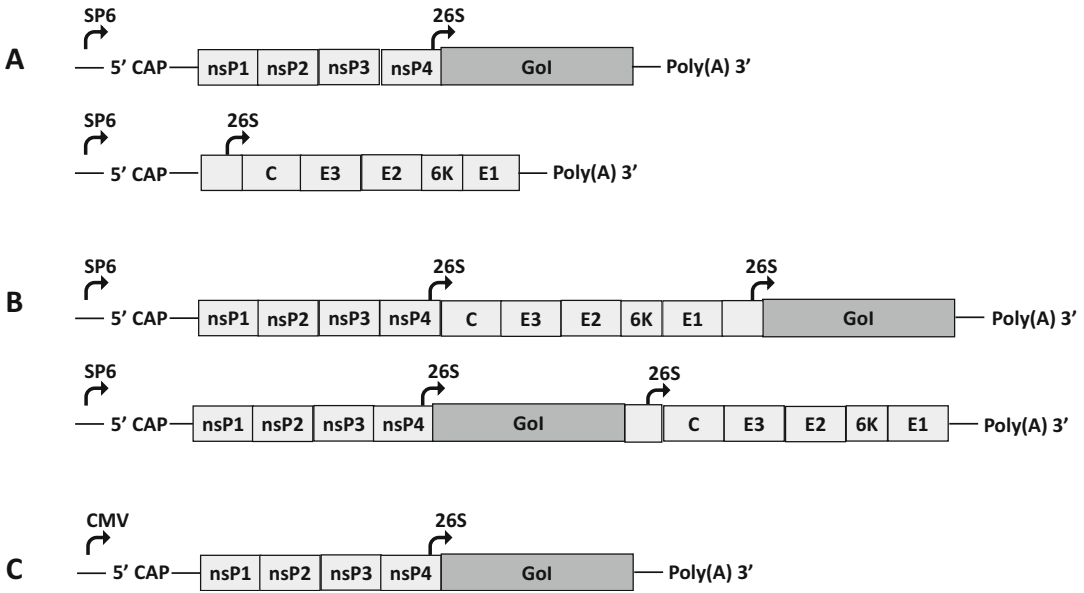 SP6 26S
A 5’ CAP nsP1 nsP2 nsP3 nsP4 GoI Poly(A) 3’
SP6 26S
5’ CAP C E3 E2 6K E1 Poly(A) 3’
SP6 26S 26S
B 5’ CAP nsP1 nsP2 nsP3 nsP4 C E3 E2 6K E1 GoI Poly(A) 3’
SP6 26S 26S
5’ CAP nsP1 nsP2 nsP3 nsP4 GoI C E3 E2 6K E1 Poly(A) 3’
CMV 26S
C 5’ CAP nsP1 nsP2 nsP3 nsP4 GoI Poly(A) 3’